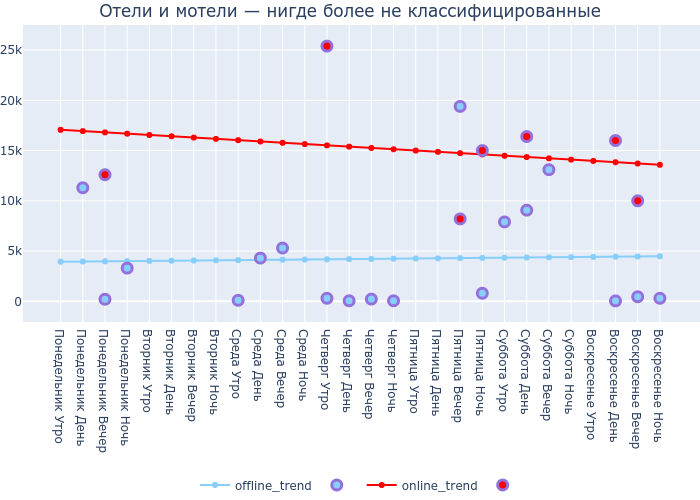 Отели и мотели — нигде более не классифицированные
25k
20k
15k
10k
5k
0
Понедельник Утро
Понедельник День
Понедельник Вечер
Понедельник Ночь
Вторник Утро
Вторник День
Вторник Вечер
Вторник Ночь
Среда Утро
Среда День
Среда Вечер
Среда Ночь
Четверг Утро
Четверг День
Четверг Вечер
Четверг Ночь
Пятница Утро
Пятница День
Пятница Вечер
Пятница Ночь
Суббота Утро
Суббота День
Суббота Вечер
Суббота Ночь
Воскресенье Утро
Воскресенье День
Воскресенье Вечер
Воскресенье Ночь
offline_trend
online_trend